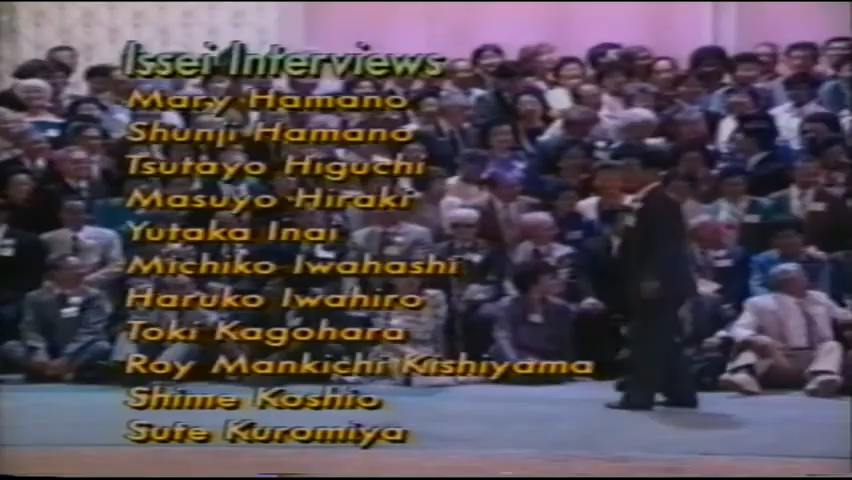 Issei Interviews
Mary Hamano
Shunji Hamano
Tsutayo Higuchi
Masuyo Hiraki
Yutaka Inai
Michiko Iwahashi
Haruko Iwahiro
Toki Kagohara
Roy Mankichi Kishiyama
Shime Koshio
Sute Kuromiya